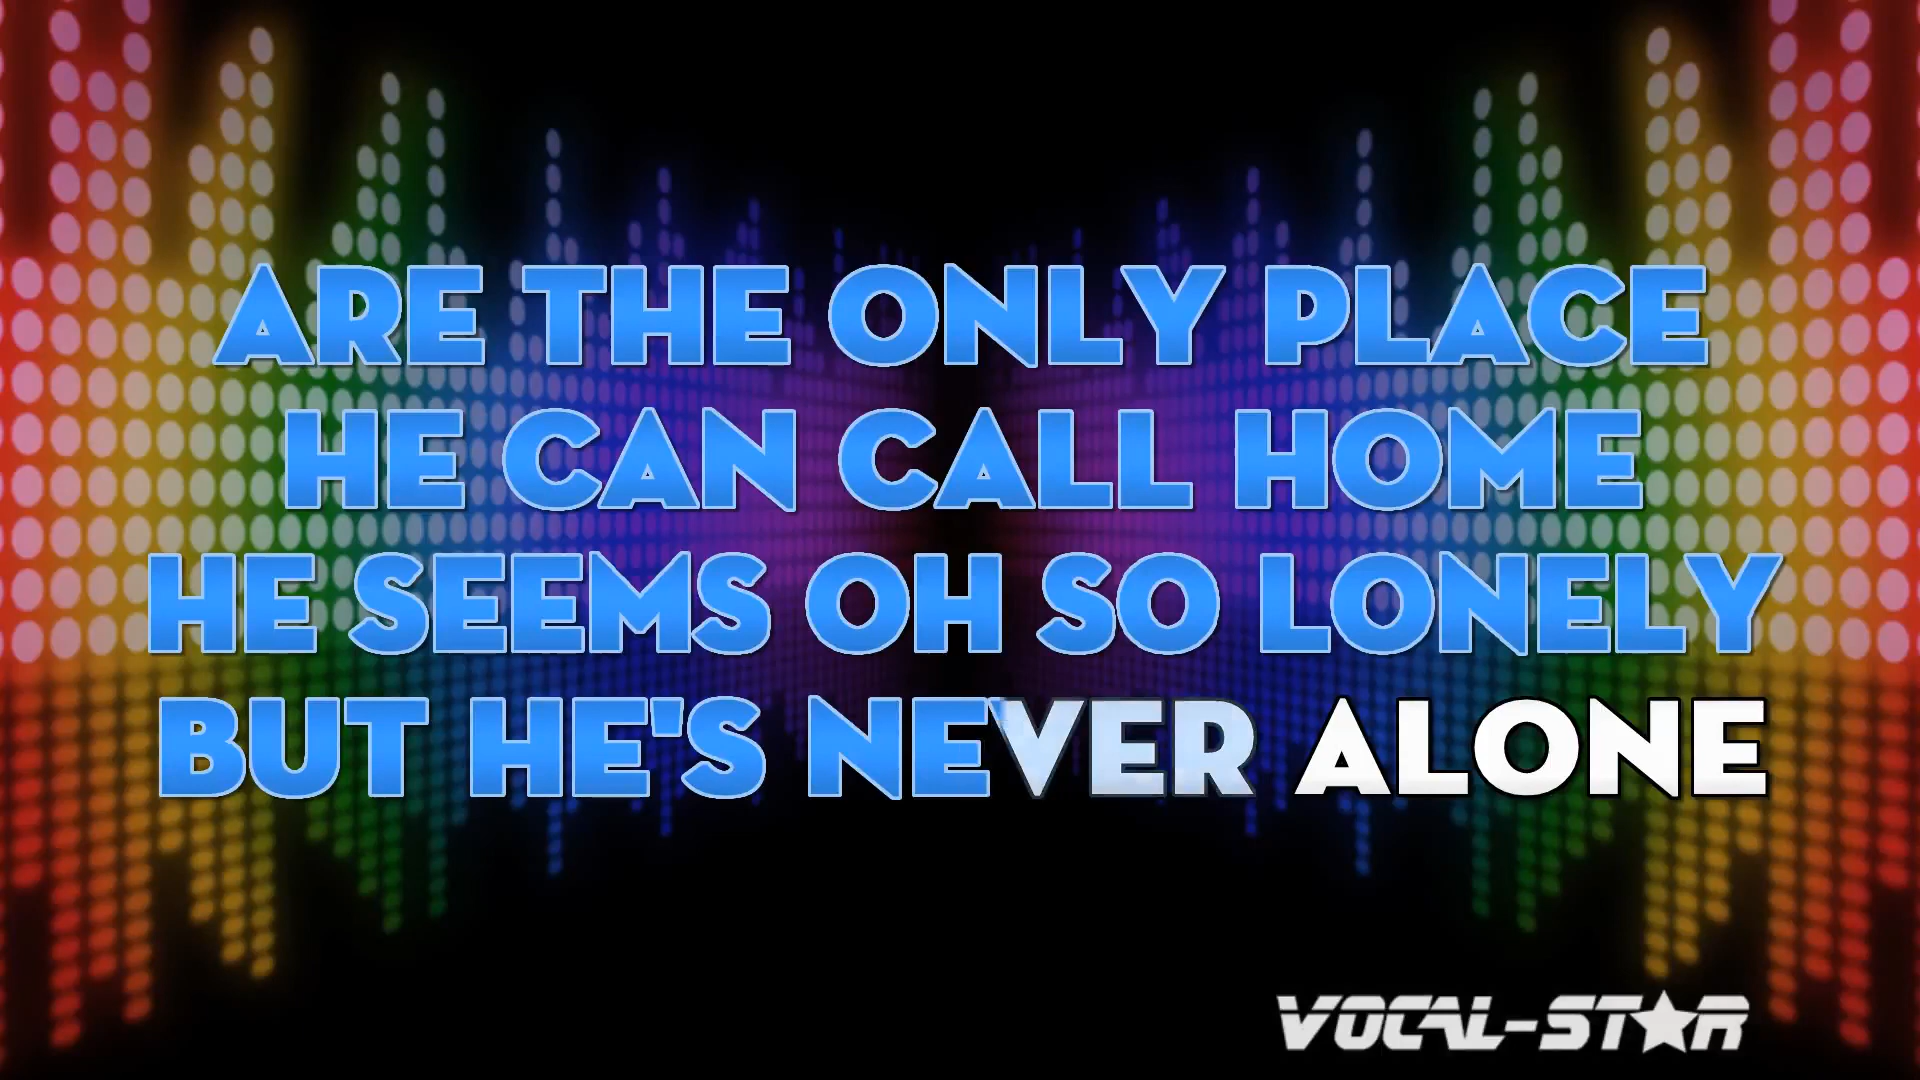 ARE THE ONLY PLACE
HE CAN CALL HOME
HE SEEMS OH SO LONELY
BUT HE'S NEVER ALONE
VOCAL-STAR